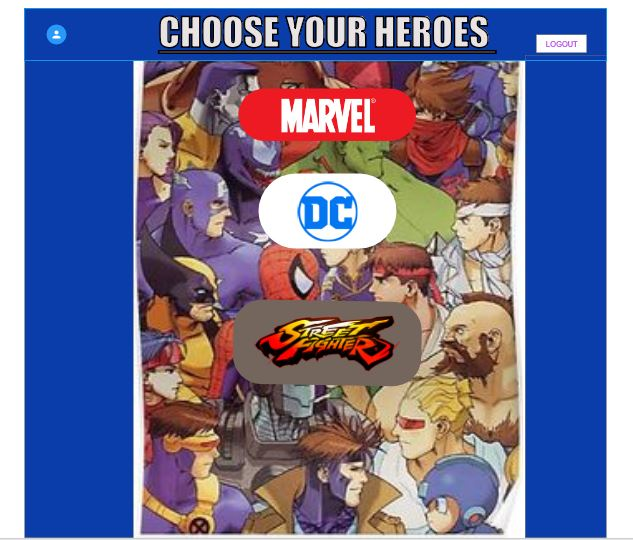 CHOOSE YOUR HEROES
LOGOUT
MARVEL
DC
STREET
FIGHTER